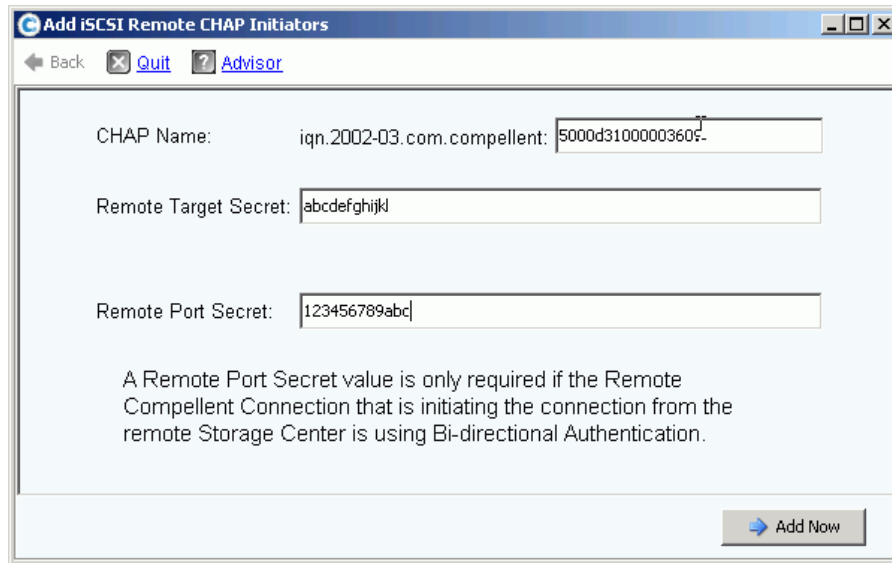 Add iSCSI Remote CHAP Initiators
Back Quit ? Advisor
CHAP Name: iqn.2002-03.com.compellent:
Remote Target Secret: abcdefghijkl
Remote Port Secret: 123456789abc
A Remote Port Secret value is only required if the Remote
Compellent Connection that is initiating the connection from the
remote Storage Center is using Bi-directional Authentication.
Add Now